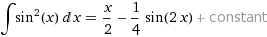 ∫sin²(x) dx = x/2 − 1/4 sin(2 x) + constant